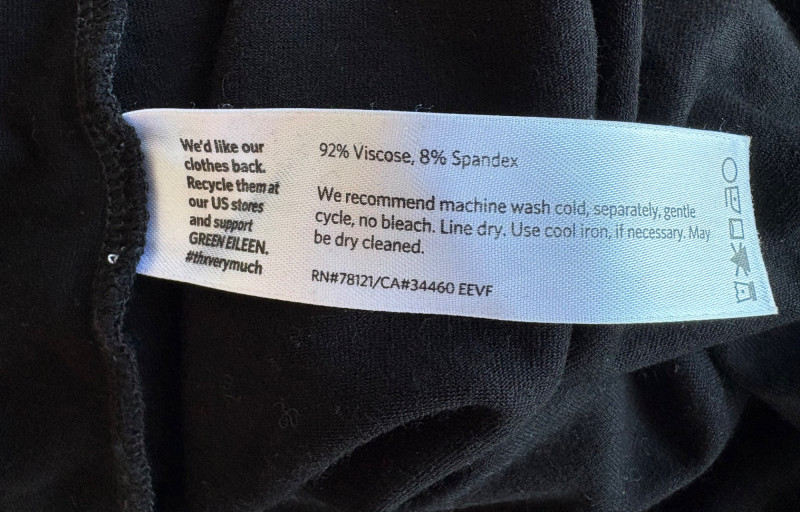 We'd like our
clothes back.
Recycle them at
our US stores
and support
GREEN EILEEN.
#thxverymuch
92% Viscose, 8% Spandex
We recommend machine wash cold, separately, gentle
cycle, no bleach. Line dry. Use cool iron, if necessary. May
be dry cleaned.
RN#78121/CA#34460 EEVF